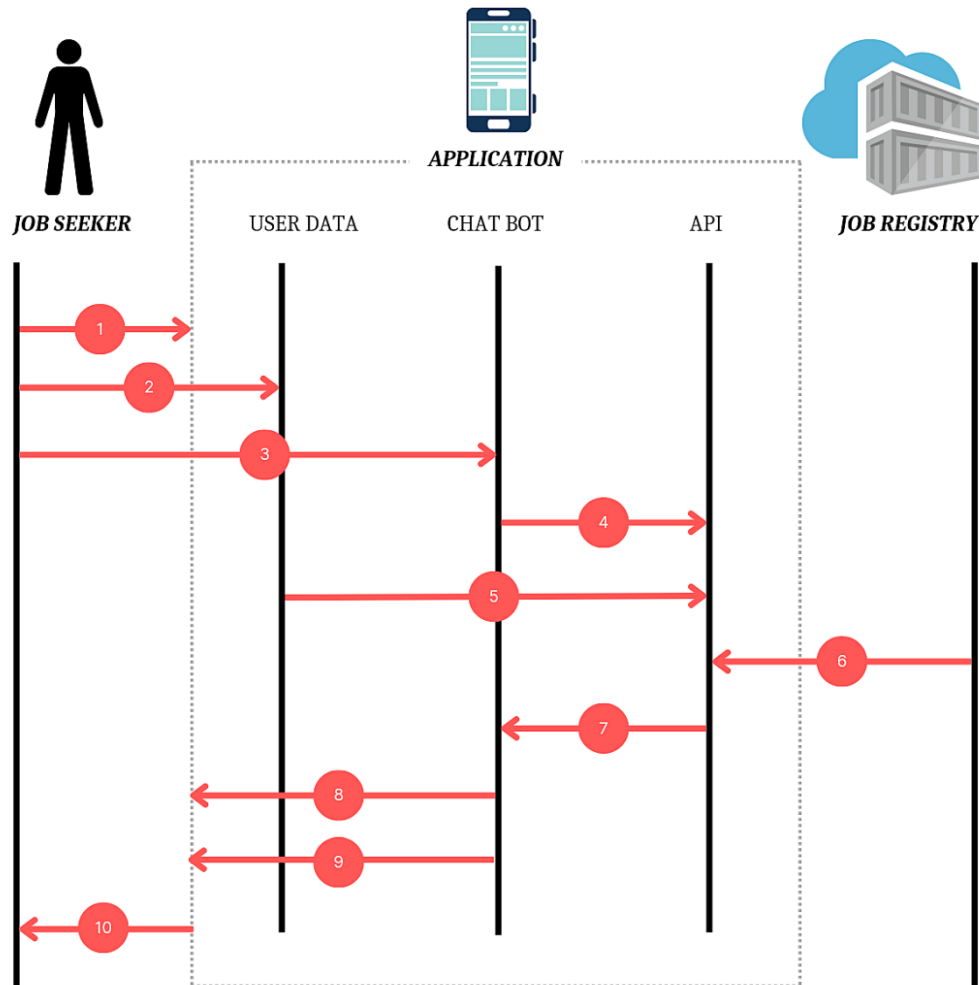 APPLICATION
JOB SEEKER
USER DATA
CHAT BOT
API
JOB REGISTRY
1
2
3
4
5
6
7
8
9
10